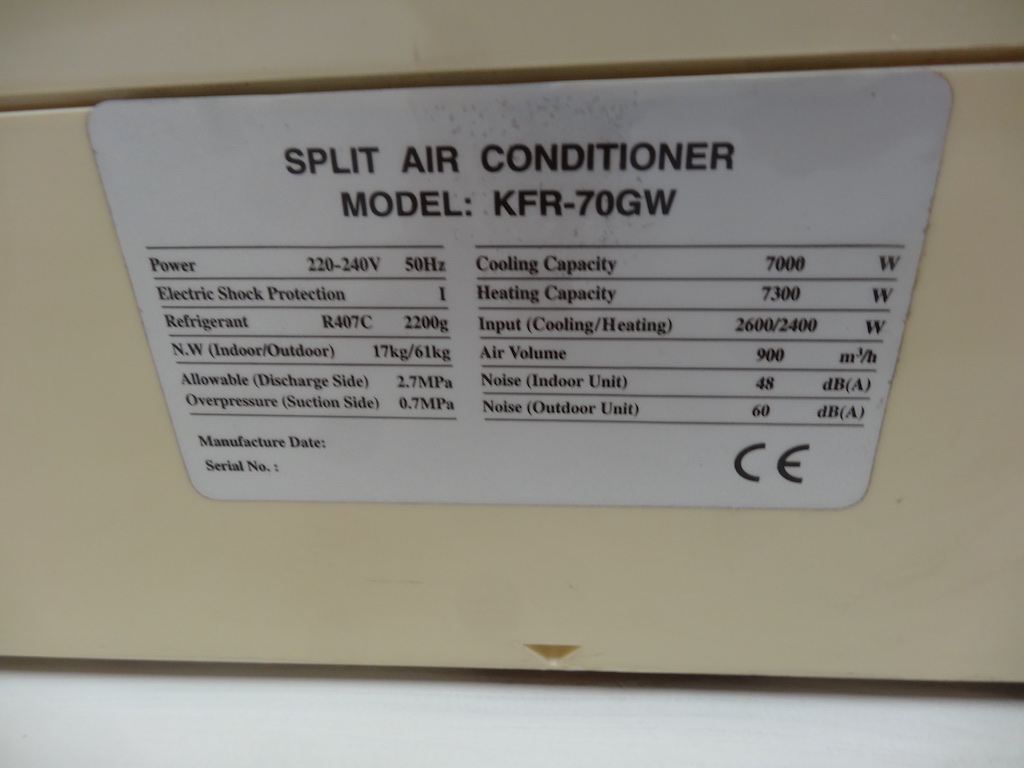 SPLIT AIR CONDITIONER
MODEL: KFR-70GW
Power 220-240V 50Hz
Electric Shock Protection I
Refrigerant R407C 2200g
N.W (Indoor/Outdoor) 17kg/61kg
Allowable (Discharge Side) 2.7MPa
Overpressure (Suction Side) 0.7MPa
Manufacture Date:
Serial No. :
Cooling Capacity 7000 W
Heating Capacity 7300 W
Input (Cooling/Heating) 2600/2400 W
Air Volume 900 m³/h
Noise (Indoor Unit) 48 dB(A)
Noise (Outdoor Unit) 60 dB(A)
CE